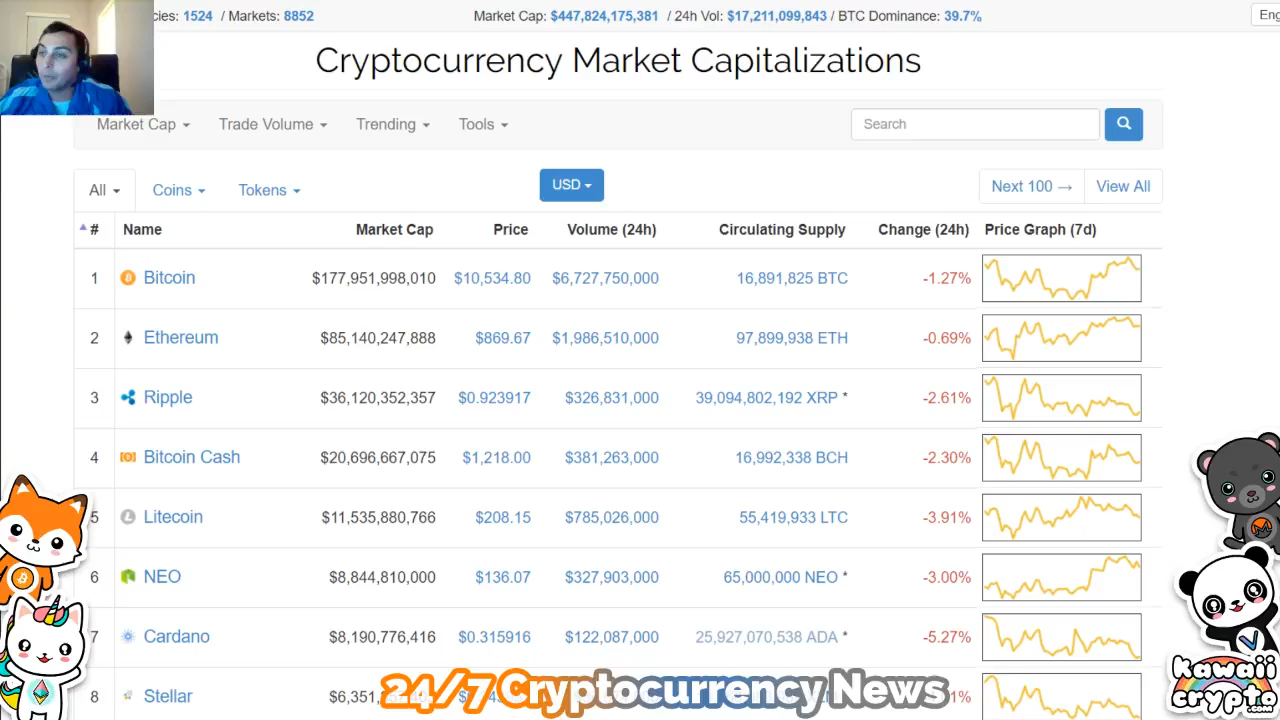 cies: 1524 / Markets: 8852 Market Cap: $447,824,175,381 / 24h Vol: $17,211,099,843 / BTC Dominance: 39.7% Eng
Cryptocurrency Market Capitalizations
Market Cap Trade Volume Trending Tools Search
All Coins Tokens USD Next 100 → View All
# Name Market Cap Price Volume (24h) Circulating Supply Change (24h) Price Graph (7d)
1 Bitcoin $177,951,998,010 $10,534.80 $6,727,750,000 16,891,825 BTC -1.27%
2 Ethereum $85,140,247,888 $869.67 $1,986,510,000 97,899,938 ETH -0.69%
3 Ripple $36,120,352,357 $0.923917 $326,831,000 39,094,802,192 XRP * -2.61%
4 Bitcoin Cash $20,696,667,075 $1,218.00 $381,263,000 16,992,338 BCH -2.30%
5 Litecoin $11,535,880,766 $208.15 $785,026,000 55,419,933 LTC -3.91%
6 NEO $8,844,810,000 $136.07 $327,903,000 65,000,000 NEO * -3.00%
7 Cardano $8,190,776,416 $0.315916 $122,087,000 25,927,070,538 ADA * -5.27%
8 Stellar
24/7 Cryptocurrency News
kawaii
crypto
.com